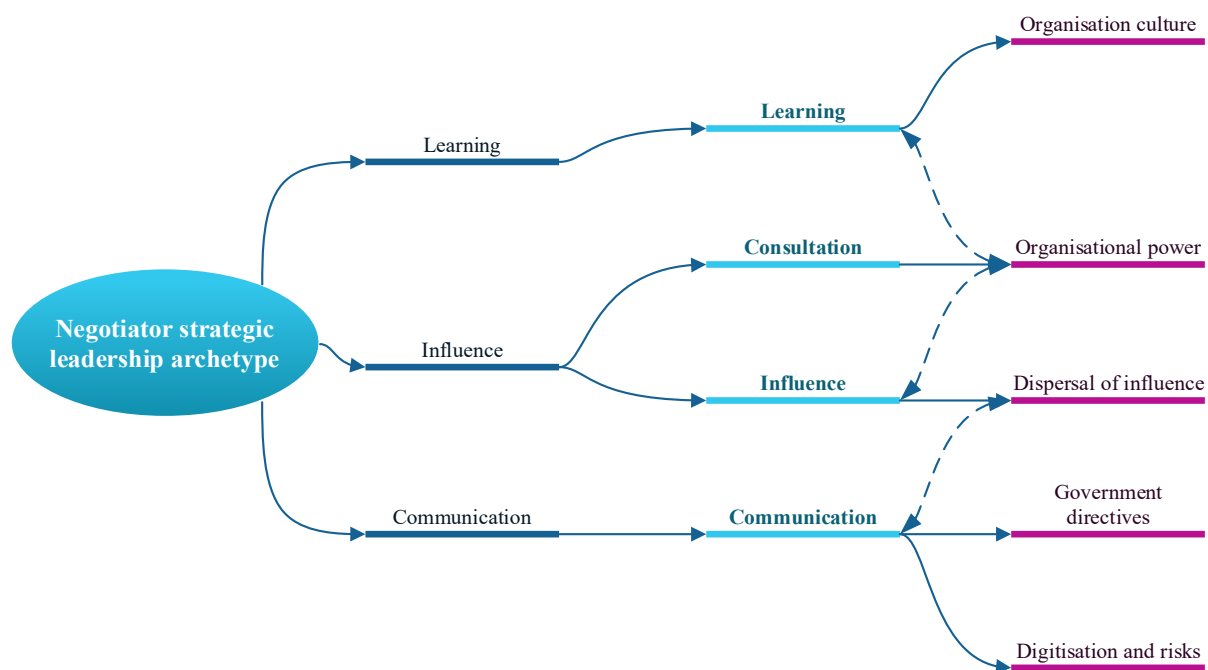 Organisation culture
Learning
Learning
Consultation
Organisational power
Negotiator strategic
leadership archetype
Influence
Influence
Dispersal of influence
Communication
Communication
Government
directives
Digitisation and risks